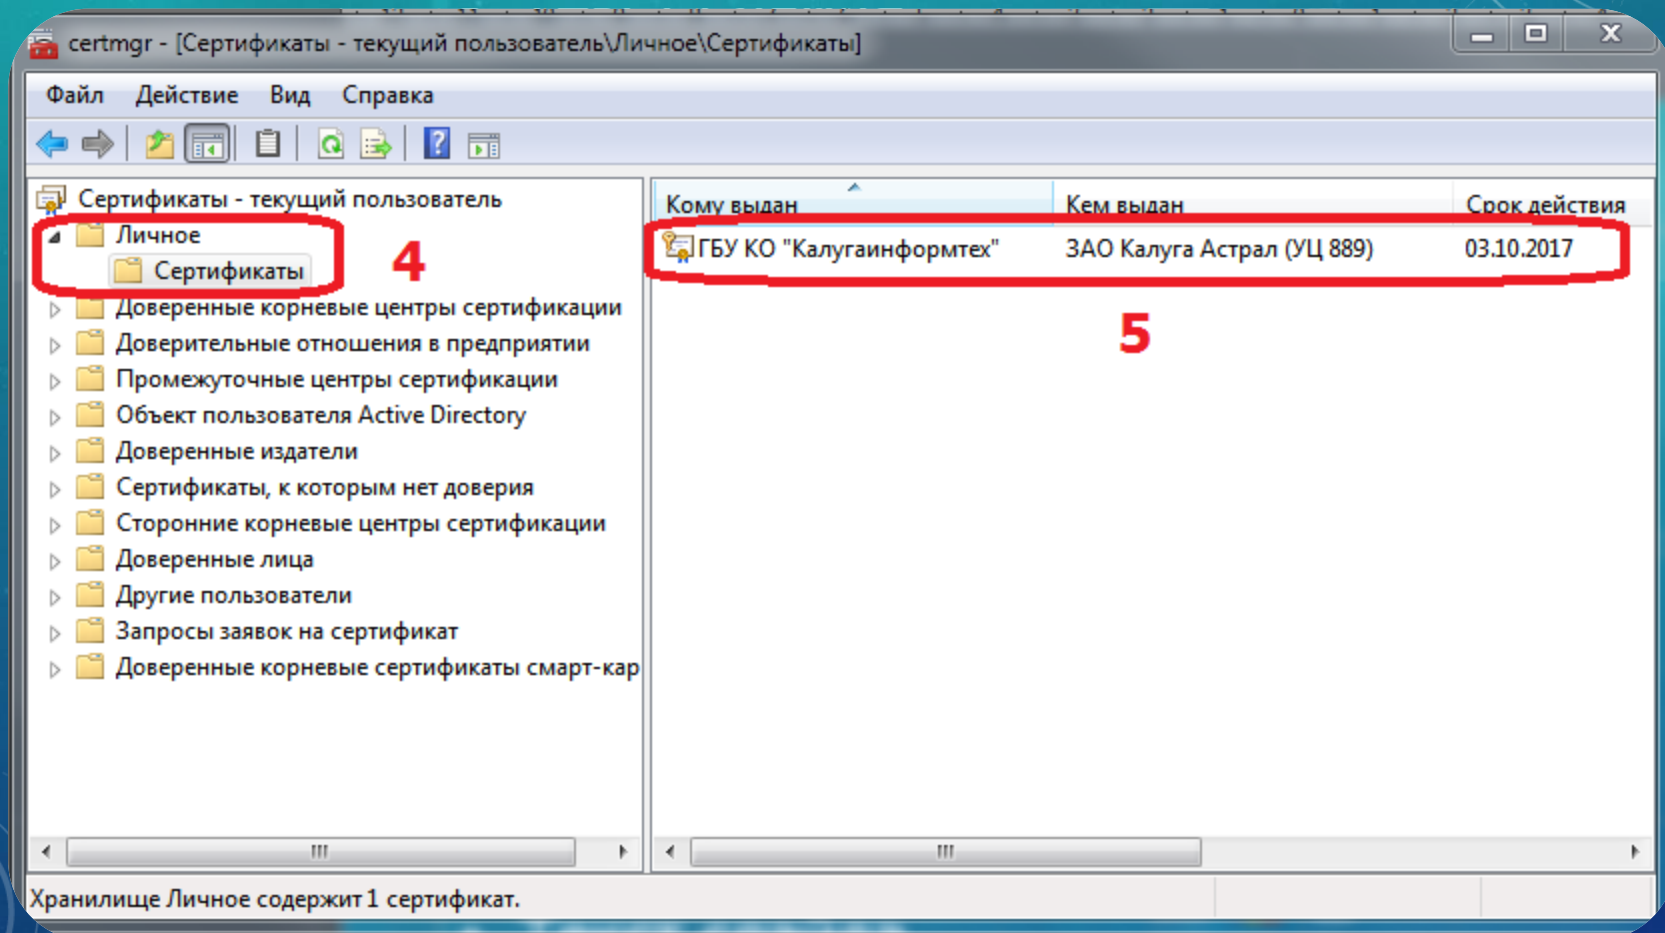 certmgr - [Сертификаты - текущий пользователь\Личное\Сертификаты]
Файл Действие Вид Справка
Сертификаты - текущий пользователь
Личное
Сертификаты
4
Доверенные корневые центры сертификации
Доверительные отношения в предприятии
Промежуточные центры сертификации
Объект пользователя Active Directory
Доверенные издатели
Сертификаты, к которым нет доверия
Сторонние корневые центры сертификации
Доверенные лица
Другие пользователи
Запросы заявок на сертификат
Доверенные корневые сертификаты смарт-кар
Кому выдан Кем выдан Срок действия
ГБУ КО "Калугаинформтех" ЗАО Калуга Астрал (УЦ 889) 03.10.2017
5
Хранилище Личное содержит 1 сертификат.